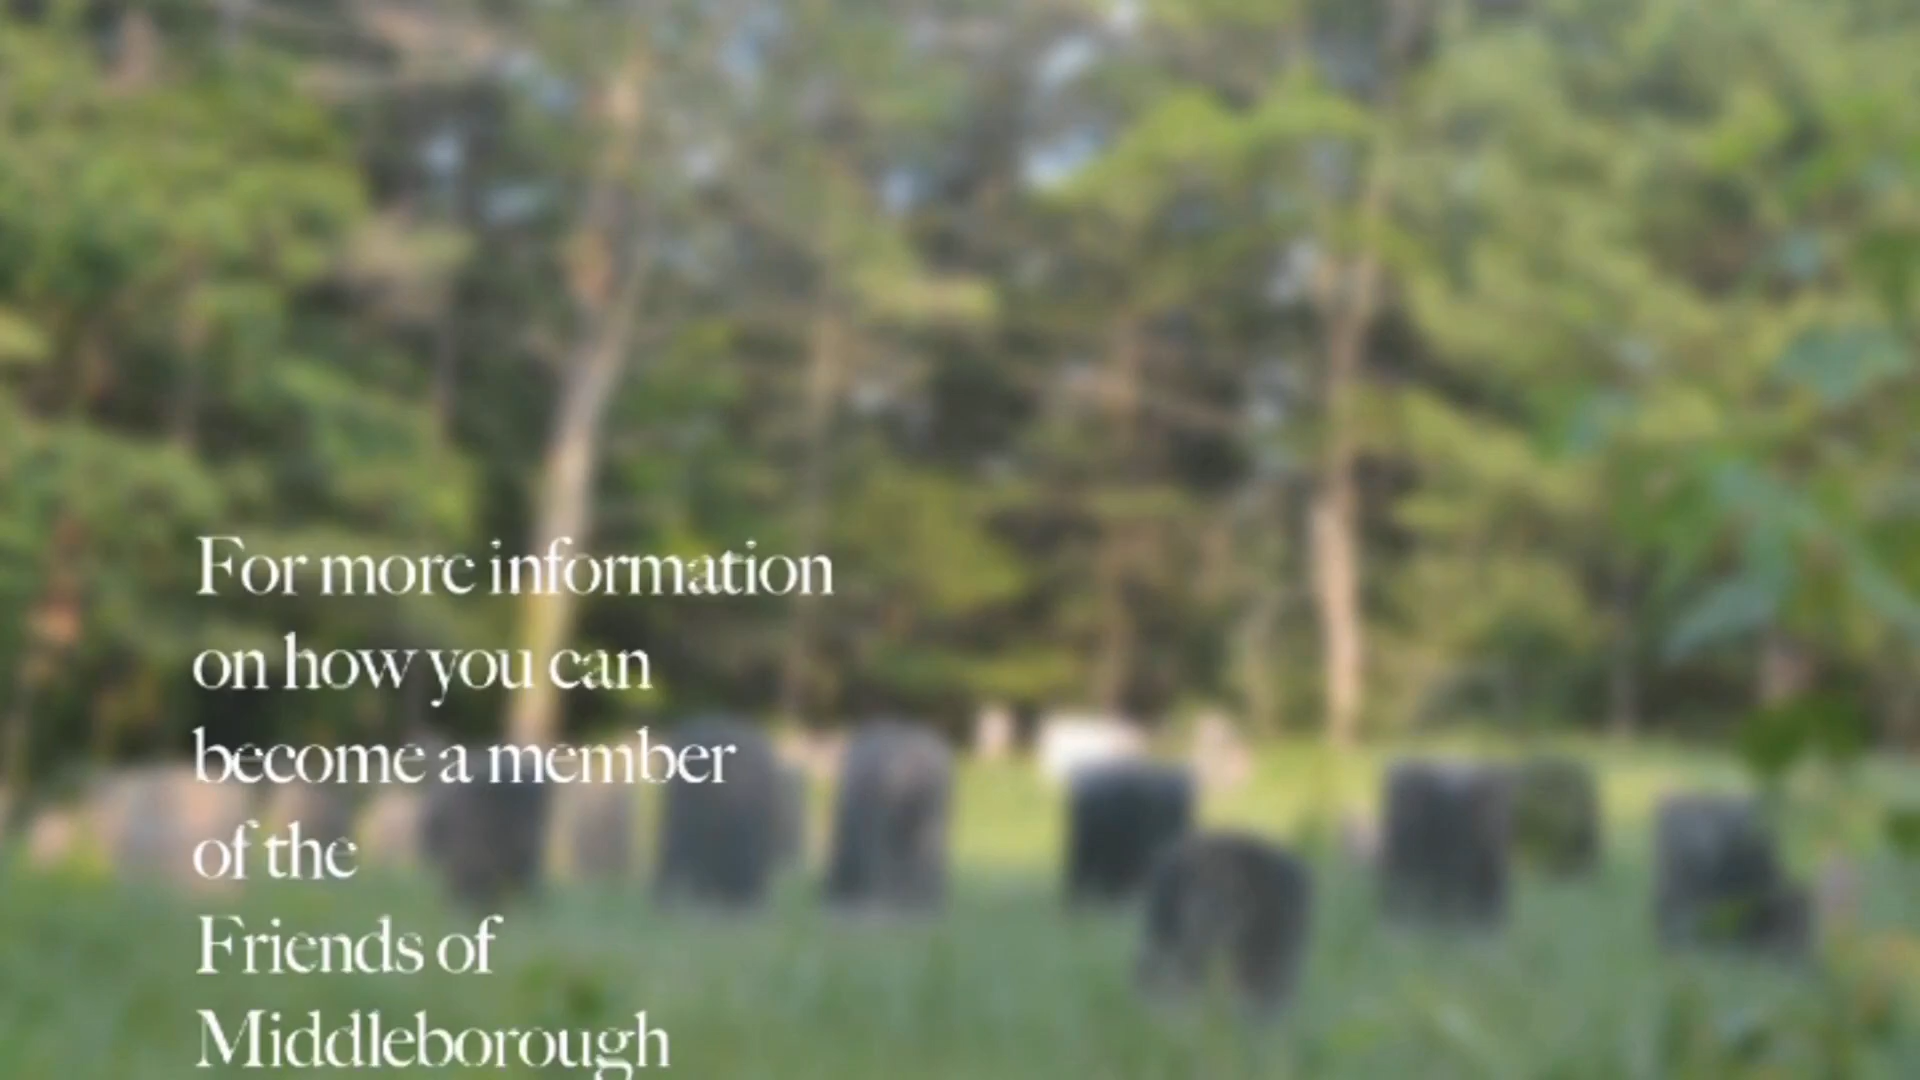 For more information
on how you can
become a member
of the
Friends of
Middleborough